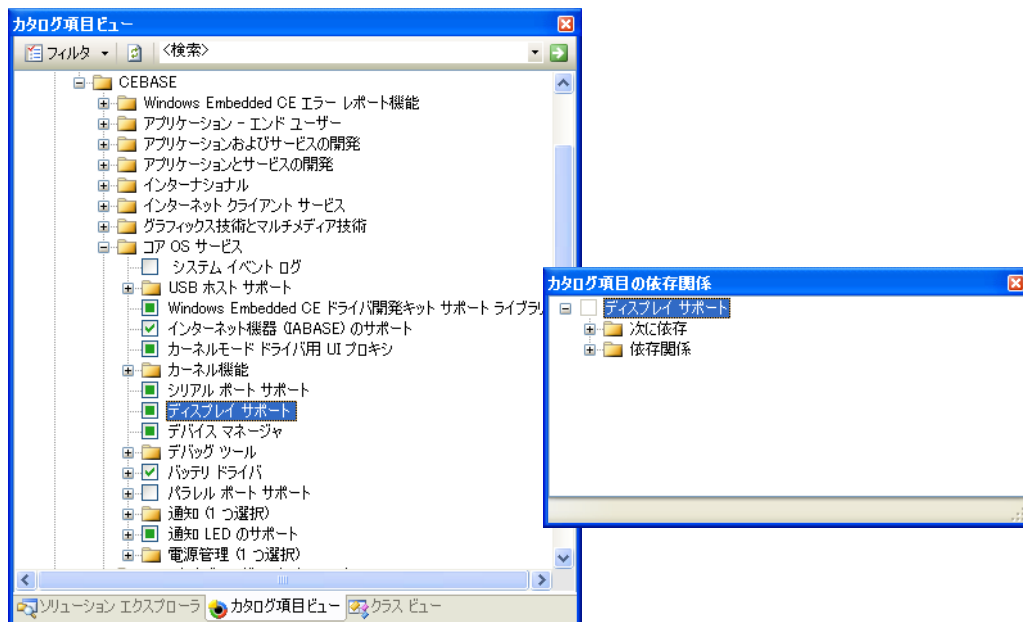 カタログ項目ビュー
フィルタ
<検索>
CEBASE
Windows Embedded CE エラー レポート機能
アプリケーション - エンド ユーザー
アプリケーションおよびサービスの開発
アプリケーションとサービスの開発
インターナショナル
インターネット クライアント サービス
グラフィックス技術とマルチメディア技術
コア OS サービス
システム イベント ログ
USB ホスト サポート
Windows Embedded CE ドライバ開発キット サポート ライブラリ
インターネット機器 (IABASE) のサポート
カーネルモード ドライバ用 UI プロキシ
カーネル機能
シリアル ポート サポート
ディスプレイ サポート
デバイス マネージャ
デバッグ ツール
バッテリ ドライバ
パラレル ポート サポート
通知 (1 つ選択)
通知 LED のサポート
電源管理 (1 つ選択)
ソリューション エクスプローラ
カタログ項目ビュー
クラス ビュー
カタログ項目の依存関係
ディスプレイ サポート
次に依存
依存関係